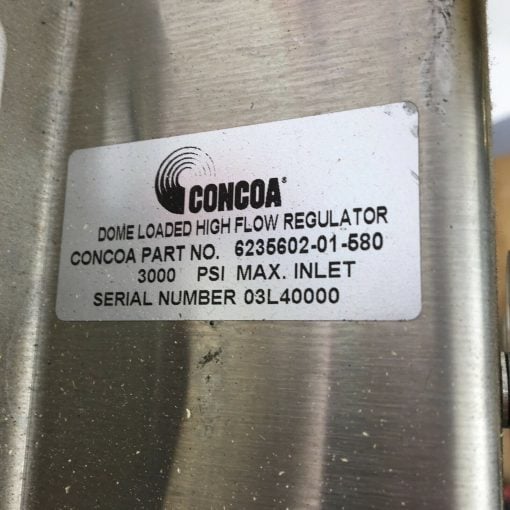 CONCOA®
DOME LOADED HIGH FLOW REGULATOR
CONCOA PART NO. 6235602-01-580
3000 PSI MAX. INLET
SERIAL NUMBER 03L40000